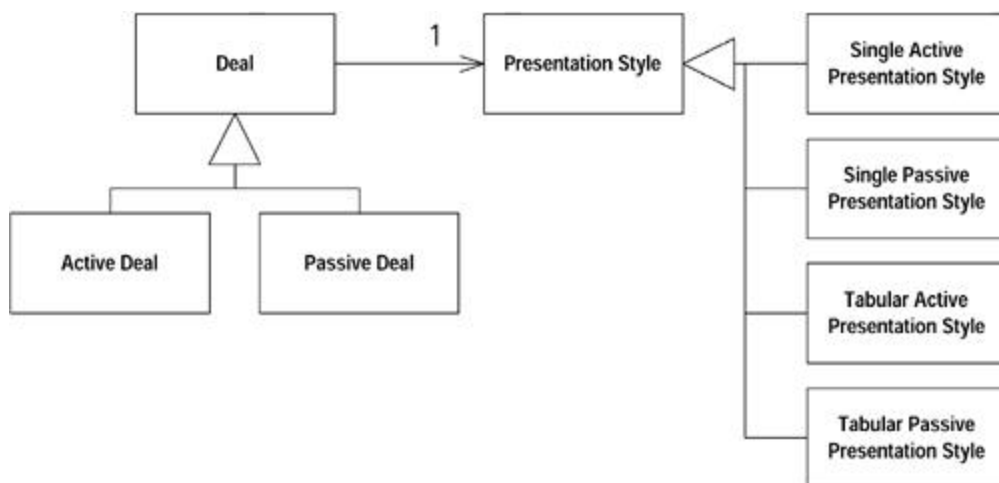 Deal
1
Presentation Style
Single Active
Presentation Style
Single Passive
Presentation Style
Active Deal
Passive Deal
Tabular Active
Presentation Style
Tabular Passive
Presentation Style